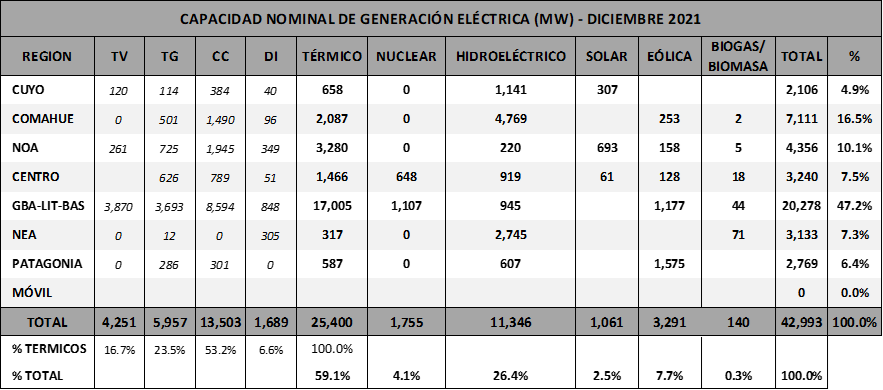 CAPACIDAD NOMINAL DE GENERACIÓN ELÉCTRICA (MW) - DICIEMBRE 2021
REGION TV TG CC DI TÉRMICO NUCLEAR HIDROELÉCTRICO SOLAR EÓLICA BIOGAS/ BIOMASA TOTAL %
CUYO 120 114 384 40 658 0 1,141 307 2,106 4.9%
COMAHUE 0 501 1,490 96 2,087 0 4,769 253 2 7,111 16.5%
NOA 261 725 1,945 349 3,280 0 220 693 158 5 4,356 10.1%
CENTRO 626 789 51 1,466 648 919 61 128 18 3,240 7.5%
GBA-LIT-BAS 3,870 3,693 8,594 848 17,005 1,107 945 1,177 44 20,278 47.2%
NEA 0 12 0 305 317 0 2,745 71 3,133 7.3%
PATAGONIA 0 286 301 0 587 0 607 1,575 2,769 6.4%
MÓVIL 0 0.0%
TOTAL 4,251 5,957 13,503 1,689 25,400 1,755 11,346 1,061 3,291 140 42,993 100.0%
% TERMICOS 16.7% 23.5% 53.2% 6.6% 100.0%
% TOTAL 59.1% 4.1% 26.4% 2.5% 7.7% 0.3% 100.0%